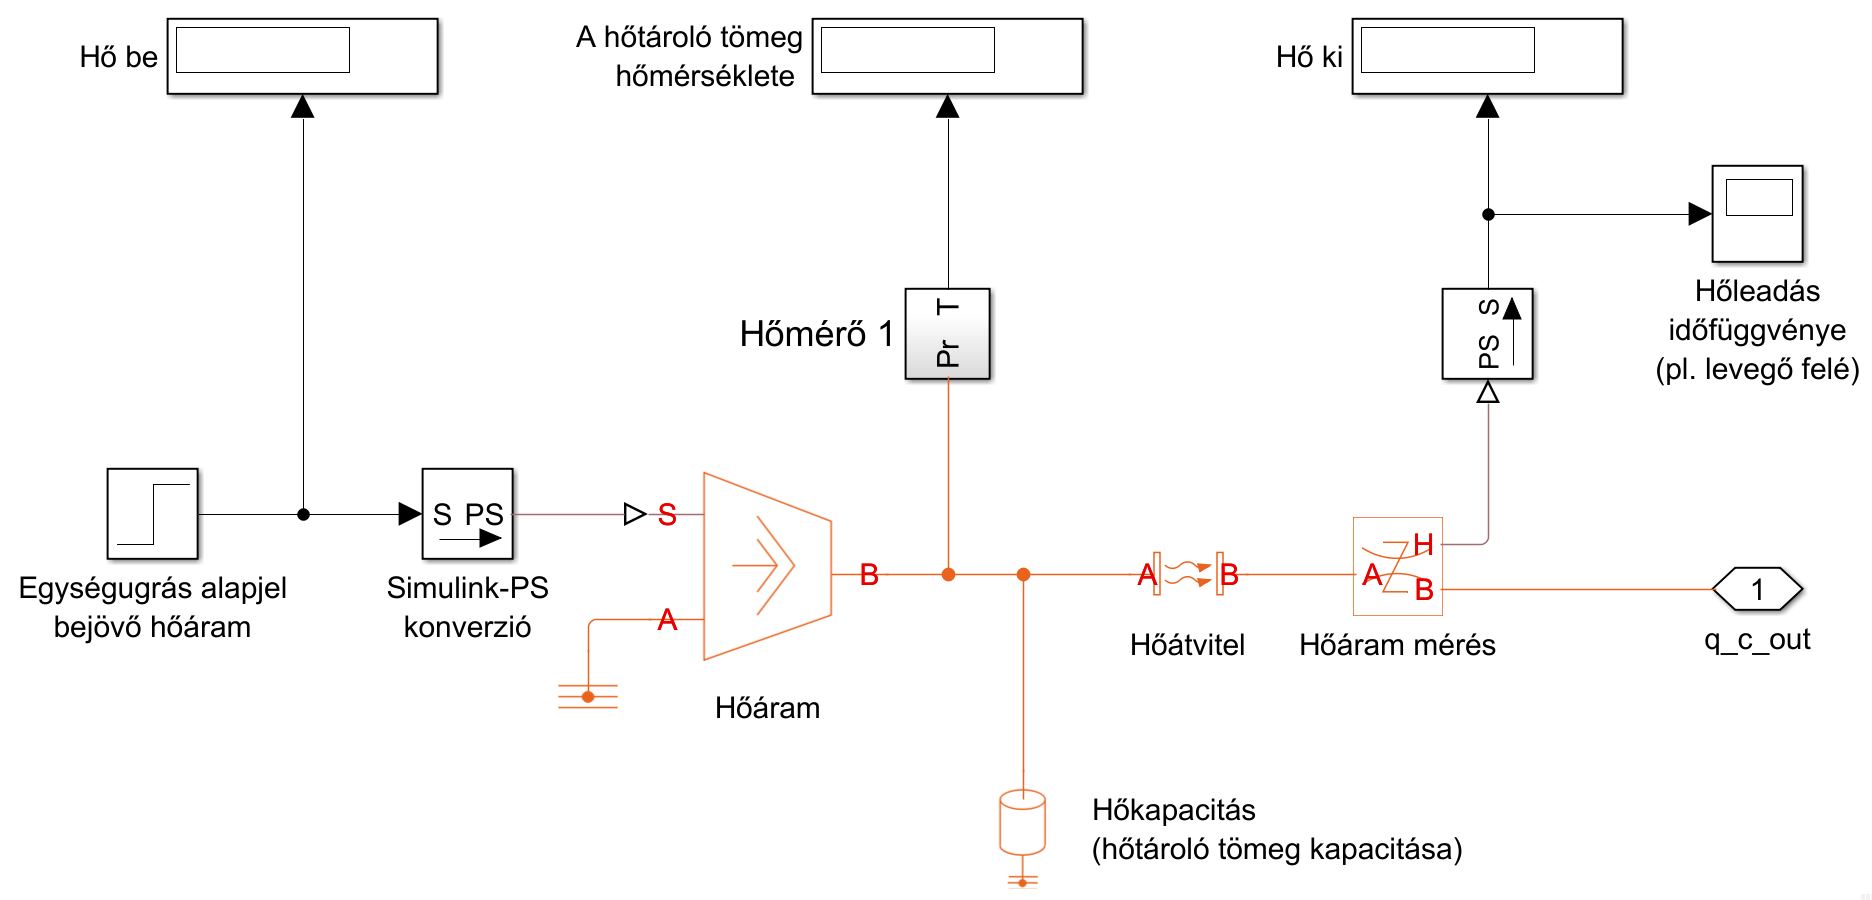 Hő be
A hőtároló tömeg
hőmérséklete
Hő ki
Hőleadás
időfüggvénye
(pl. levegő felé)
Hőmérő 1
Pr T
PS S
S PS
S
A
B
A
B
A
H
B
1
Egységugrás alapjel
bejövő hőáram
Simulink-PS
konverzió
Hőáram
Hőátvitel
Hőáram mérés
q_c_out
Hőkapacitás
(hőtároló tömeg kapacitása)